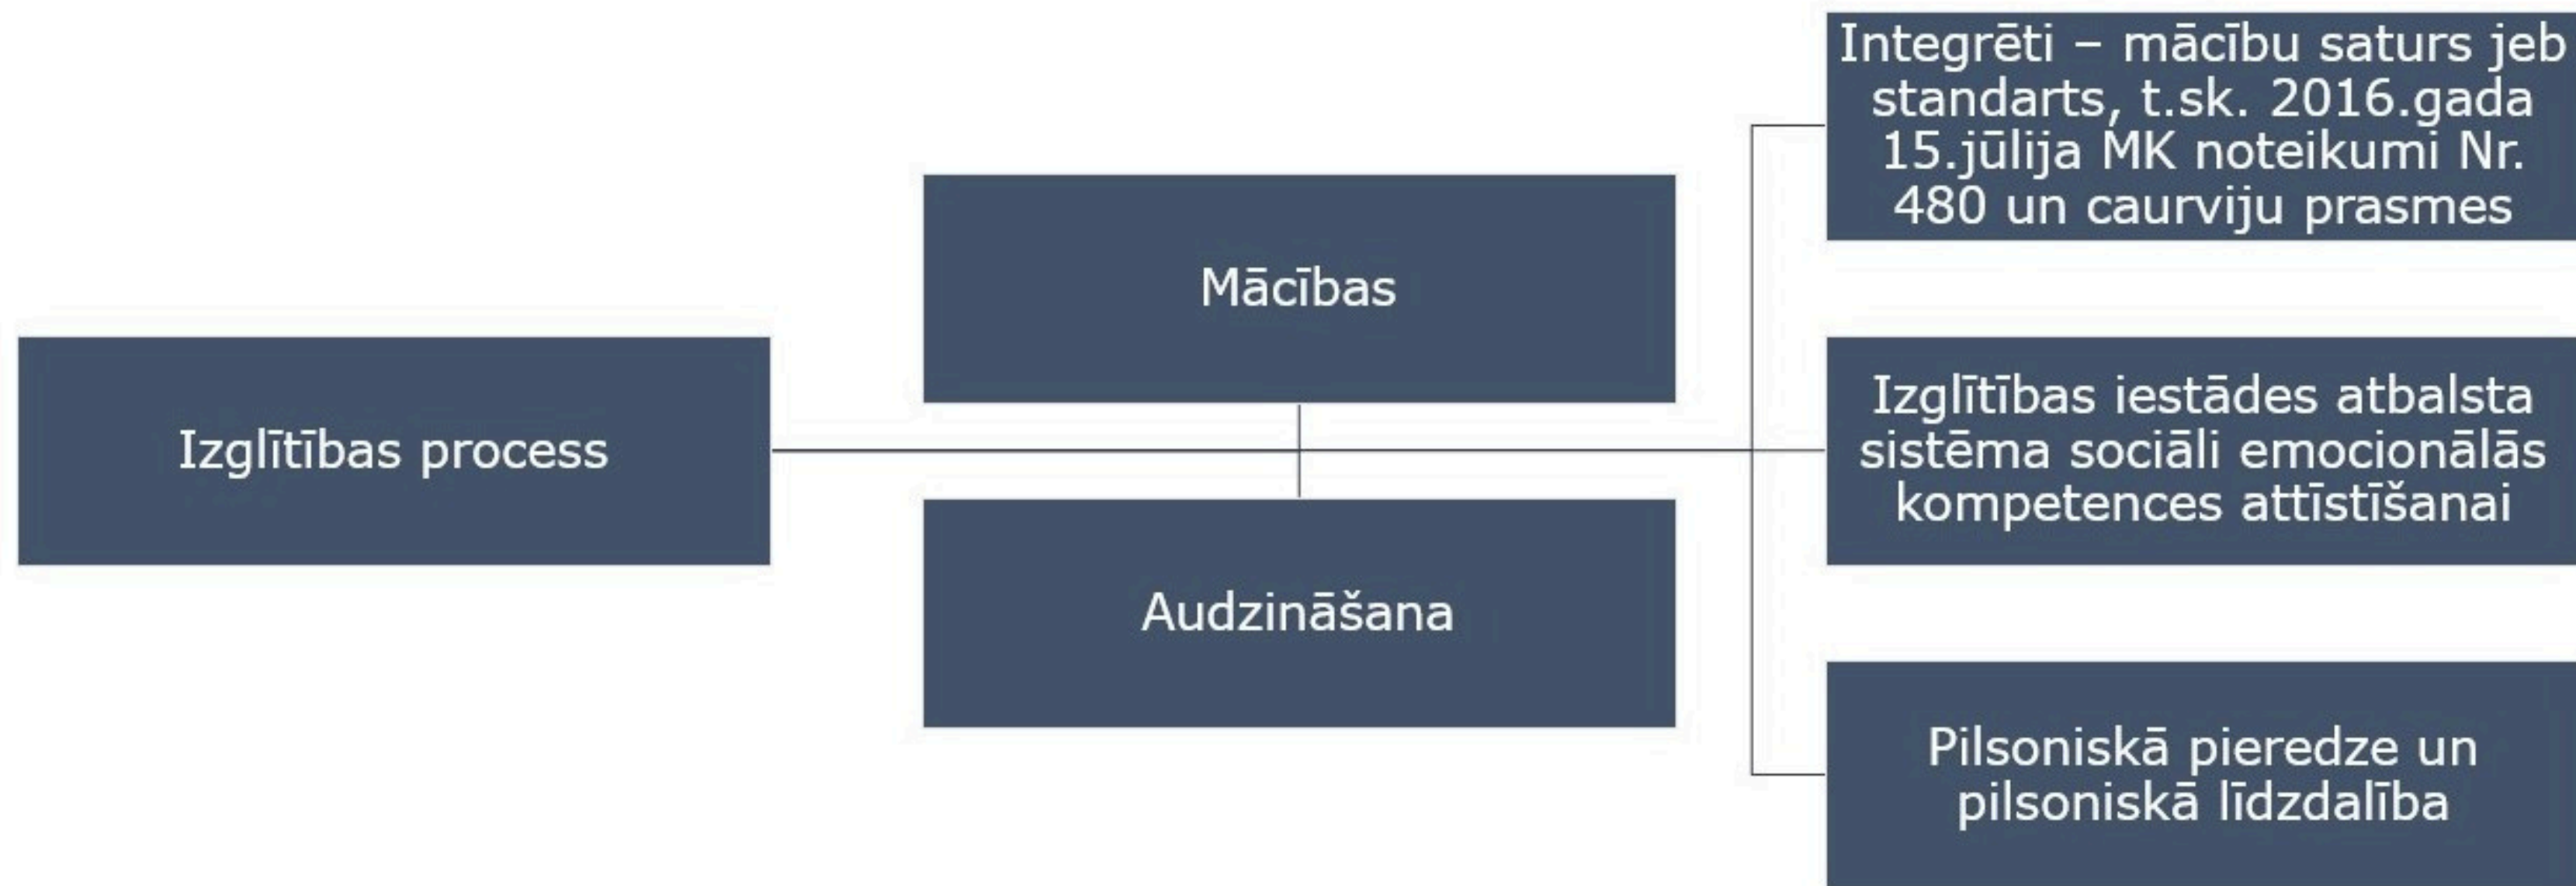 Izglītības process
Mācības
Audzināšana
Integrēti – mācību saturs jeb
standarts, t.sk. 2016.gada
15.jūlija MK noteikumi Nr.
480 un caurviju prasmes
Izglītības iestādes atbalsta
sistēma sociāli emocionālās
kompetences attīstīšanai
Pilsoniskā pieredze un
pilsoniskā līdzdalība